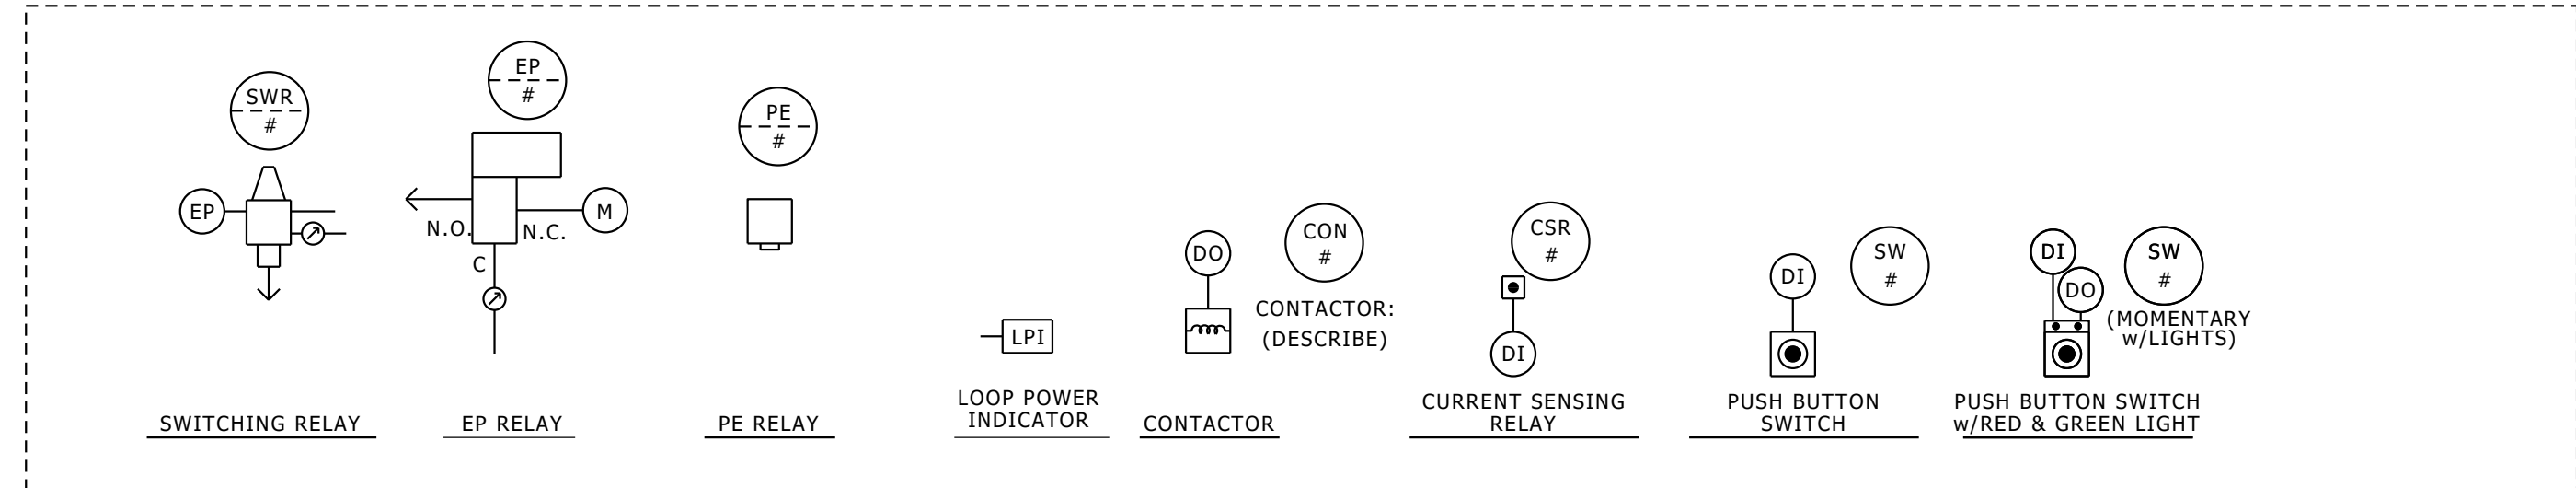 SWR
#
EP
SWITCHING RELAY
EP
#
N.O.
N.C.
M
C
EP RELAY
PE
#
PE RELAY
LPI
LOOP POWER
INDICATOR
DO
CON
#
CONTACTOR:
(DESCRIBE)
CONTACTOR
CSR
#
DI
CURRENT SENSING
RELAY
DI
SW
#
PUSH BUTTON
SWITCH
DI
DO
SW
#
(MOMENTARY
w/LIGHTS)
PUSH BUTTON SWITCH
w/RED & GREEN LIGHT